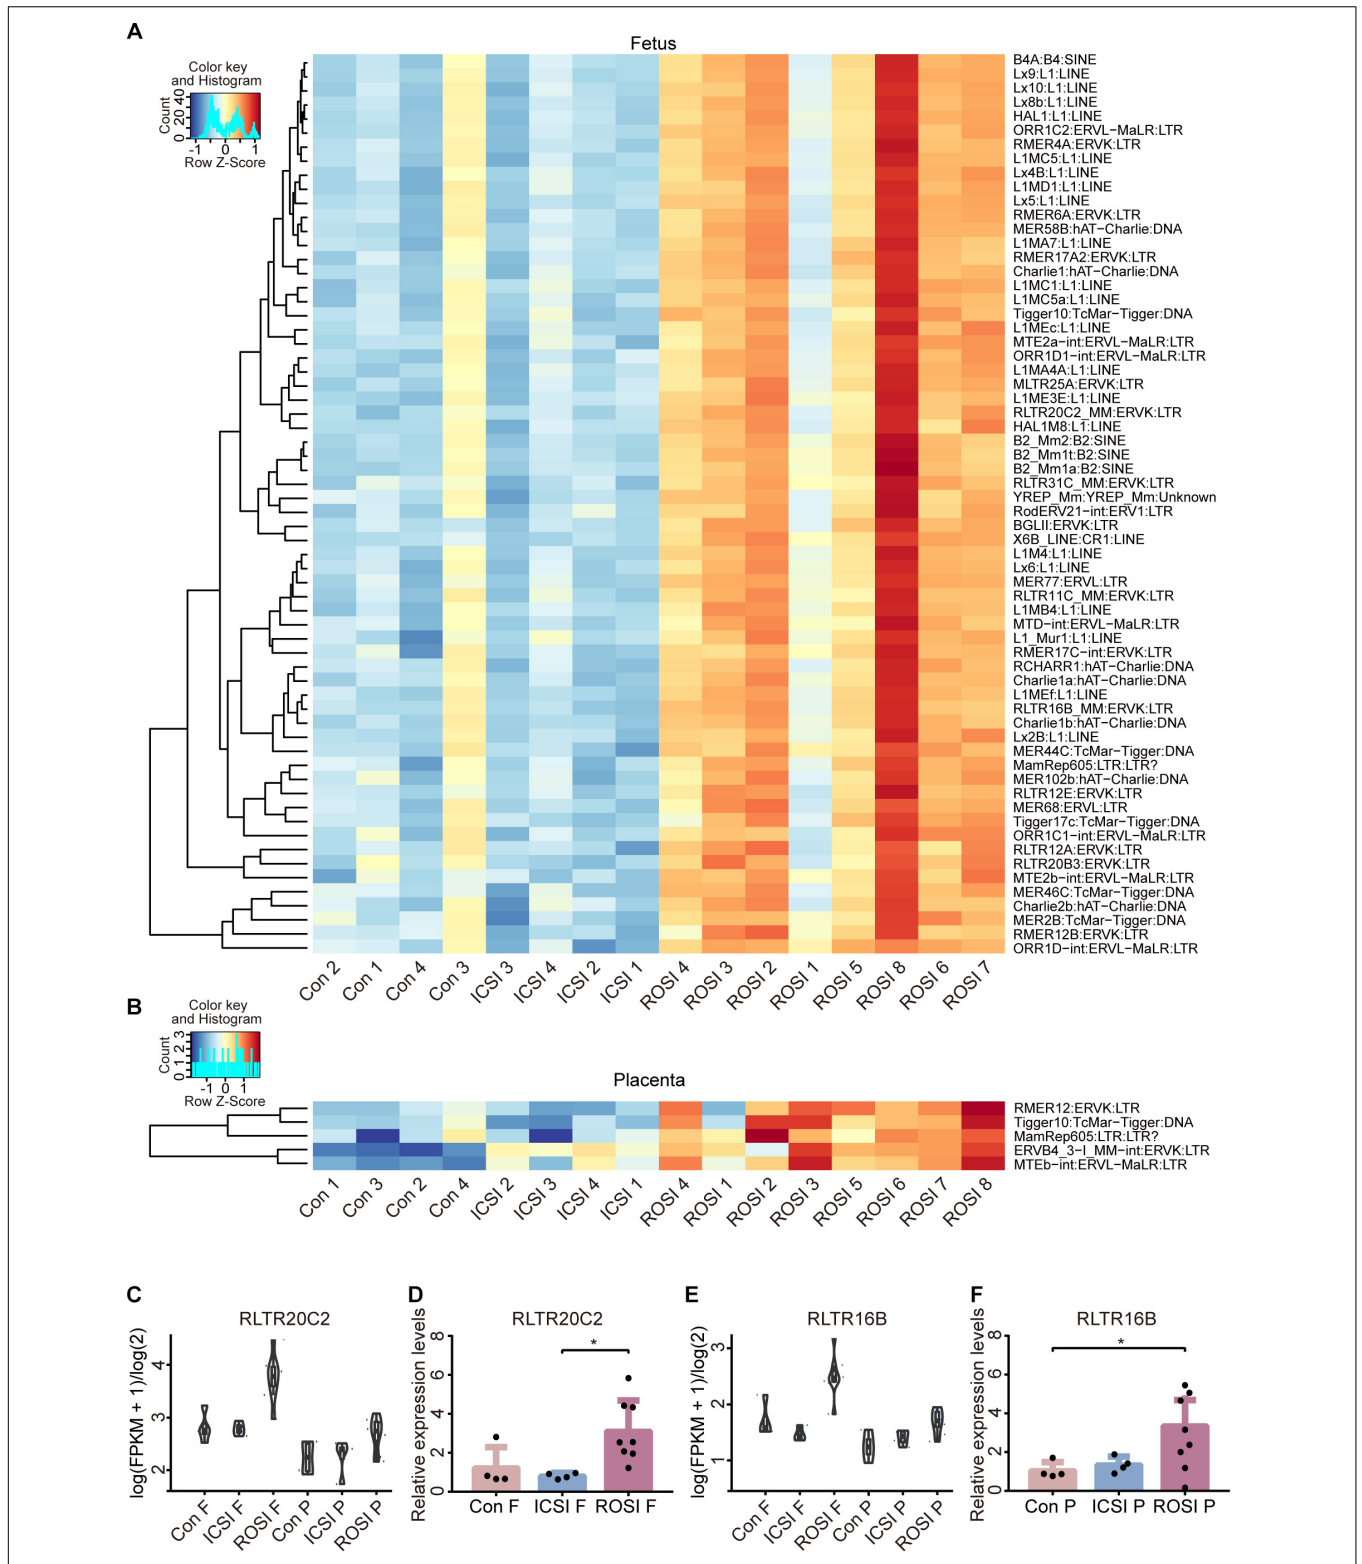 A
Fetus
Color key
and Histogram
Count
0 20 40
-1 0 1
Row Z-Score
B4A:B4:SINE
Lx9:L1:LINE
Lx10:L1:LINE
Lx8b:L1:LINE
HAL1:L1:LINE
ORR1C2:ERVL-MaLR:LTR
RMER4A:ERVK:LTR
L1MC5:L1:LINE
Lx4B:L1:LINE
L1MD1:L1:LINE
Lx5:L1:LINE
RMER6A:ERVK:LTR
MER58B:hAT-Charlie:DNA
L1MA7:L1:LINE
RMER17A2:ERVK:LTR
Charlie1:hAT-Charlie:DNA
L1MC1:L1:LINE
L1MC5a:L1:LINE
Tigger10:TcMar-Tigger:DNA
L1MEc:L1:LINE
MTE2a-int:ERVL-MaLR:LTR
ORR1D1-int:ERVL-MaLR:LTR
L1MA4A:L1:LINE
MLTR25A:ERVK:LTR
L1ME3E:L1:LINE
RLTR20C2_MM:ERVK:LTR
HAL1M8:L1:LINE
B2_Mm2:B2:SINE
B2_Mm1t:B2:SINE
B2_Mm1a:B2:SINE
RLTR31C_MM:ERVK:LTR
YREP_Mm:YREP_Mm:Unknown
RodERV21-int:ERV1:LTR
BGLII:ERVK:LTR
X6B_LINE:CR1:LINE
L1M4:L1:LINE
Lx6:L1:LINE
MER77:ERVL:LTR
RLTR11C_MM:ERVK:LTR
L1MB4:L1:LINE
MTD-int:ERVL-MaLR:LTR
L1_Mur1:L1:LINE
RMER17C-int:ERVK:LTR
RCHARR1:hAT-Charlie:DNA
Charlie1a:hAT-Charlie:DNA
L1MEf:L1:LINE
RLTR16B_MM:ERVK:LTR
Charlie1b:hAT-Charlie:DNA
Lx2B:L1:LINE
MER44C:TcMar-Tigger:DNA
MamRep605:LTR:LTR?
MER102b:hAT-Charlie:DNA
RLTR12E:ERVK:LTR
MER68:ERVL:LTR
Tigger17c:TcMar-Tigger:DNA
ORR1C1-int:ERVL-MaLR:LTR
RLTR12A:ERVK:LTR
RLTR20B3:ERVK:LTR
MTE2b-int:ERVL-MaLR:LTR
MER46C:TcMar-Tigger:DNA
Charlie2b:hAT-Charlie:DNA
MER2B:TcMar-Tigger:DNA
RMER12B:ERVK:LTR
ORR1D-int:ERVL-MaLR:LTR
Con 2 Con 1 Con 4 Con 3 ICSI 3 ICSI 4 ICSI 2 ICSI 1 ROSI 4 ROSI 3 ROSI 2 ROSI 1 ROSI 5 ROSI 8 ROSI 6 ROSI 7
B
Color key
and Histogram
Count
0 1 2 3
-1 0 1
Row Z-Score
Placenta
RMER12:ERVK:LTR
Tigger10:TcMar-Tigger:DNA
MamRep605:LTR:LTR?
ERVB4_3-I_MM-int:ERVK:LTR
MTEb-int:ERVL-MaLR:LTR
Con 1 Con 3 Con 2 Con 4 ICSI 2 ICSI 3 ICSI 4 ICSI 1 ROSI 4 ROSI 1 ROSI 2 ROSI 3 ROSI 5 ROSI 6 ROSI 7 ROSI 8
C
RLTR20C2
log(FPKM + 1)/log(2)
4
3
2
Con F ICSI F ROSI F Con P ICSI P ROSI P
D
RLTR20C2
Relative expression levels
8
6
4
2
0
*
Con F ICSI F ROSI F
E
RLTR16B
log(FPKM + 1)/log(2)
3
2
1
Con F ICSI F ROSI F Con P ICSI P ROSI P
F
RLTR16B
Relative expression levels
8
6
4
2
0
*
Con P ICSI P ROSI P